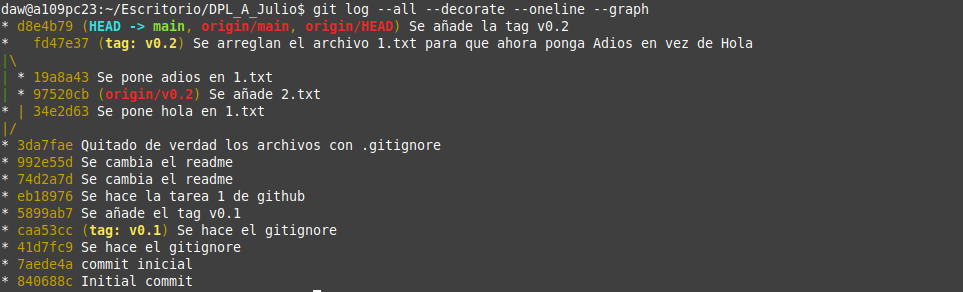 daw@a109pc23:~/Escritorio/DPL_A_Julio$ git log --all --decorate --oneline --graph
* d8e4b79 (HEAD -> main, origin/main, origin/HEAD) Se añade la tag v0.2
*   fd47e37 (tag: v0.2) Se arreglan el archivo 1.txt para que ahora ponga Adios en vez de Hola
|\
| * 19a8a43 Se pone adios en 1.txt
| * 97520cb (origin/v0.2) Se añade 2.txt
* | 34e2d63 Se pone hola en 1.txt
|/
* 3da7fae Quitado de verdad los archivos con .gitignore
* 992e55d Se cambia el readme
* 74d2a7d Se cambia el readme
* eb18976 Se hace la tarea 1 de github
* 5899ab7 Se añade el tag v0.1
* caa53cc (tag: v0.1) Se hace el gitignore
* 41d7fc9 Se hace el gitignore
* 7aede4a commit inicial
* 840688c Initial commit